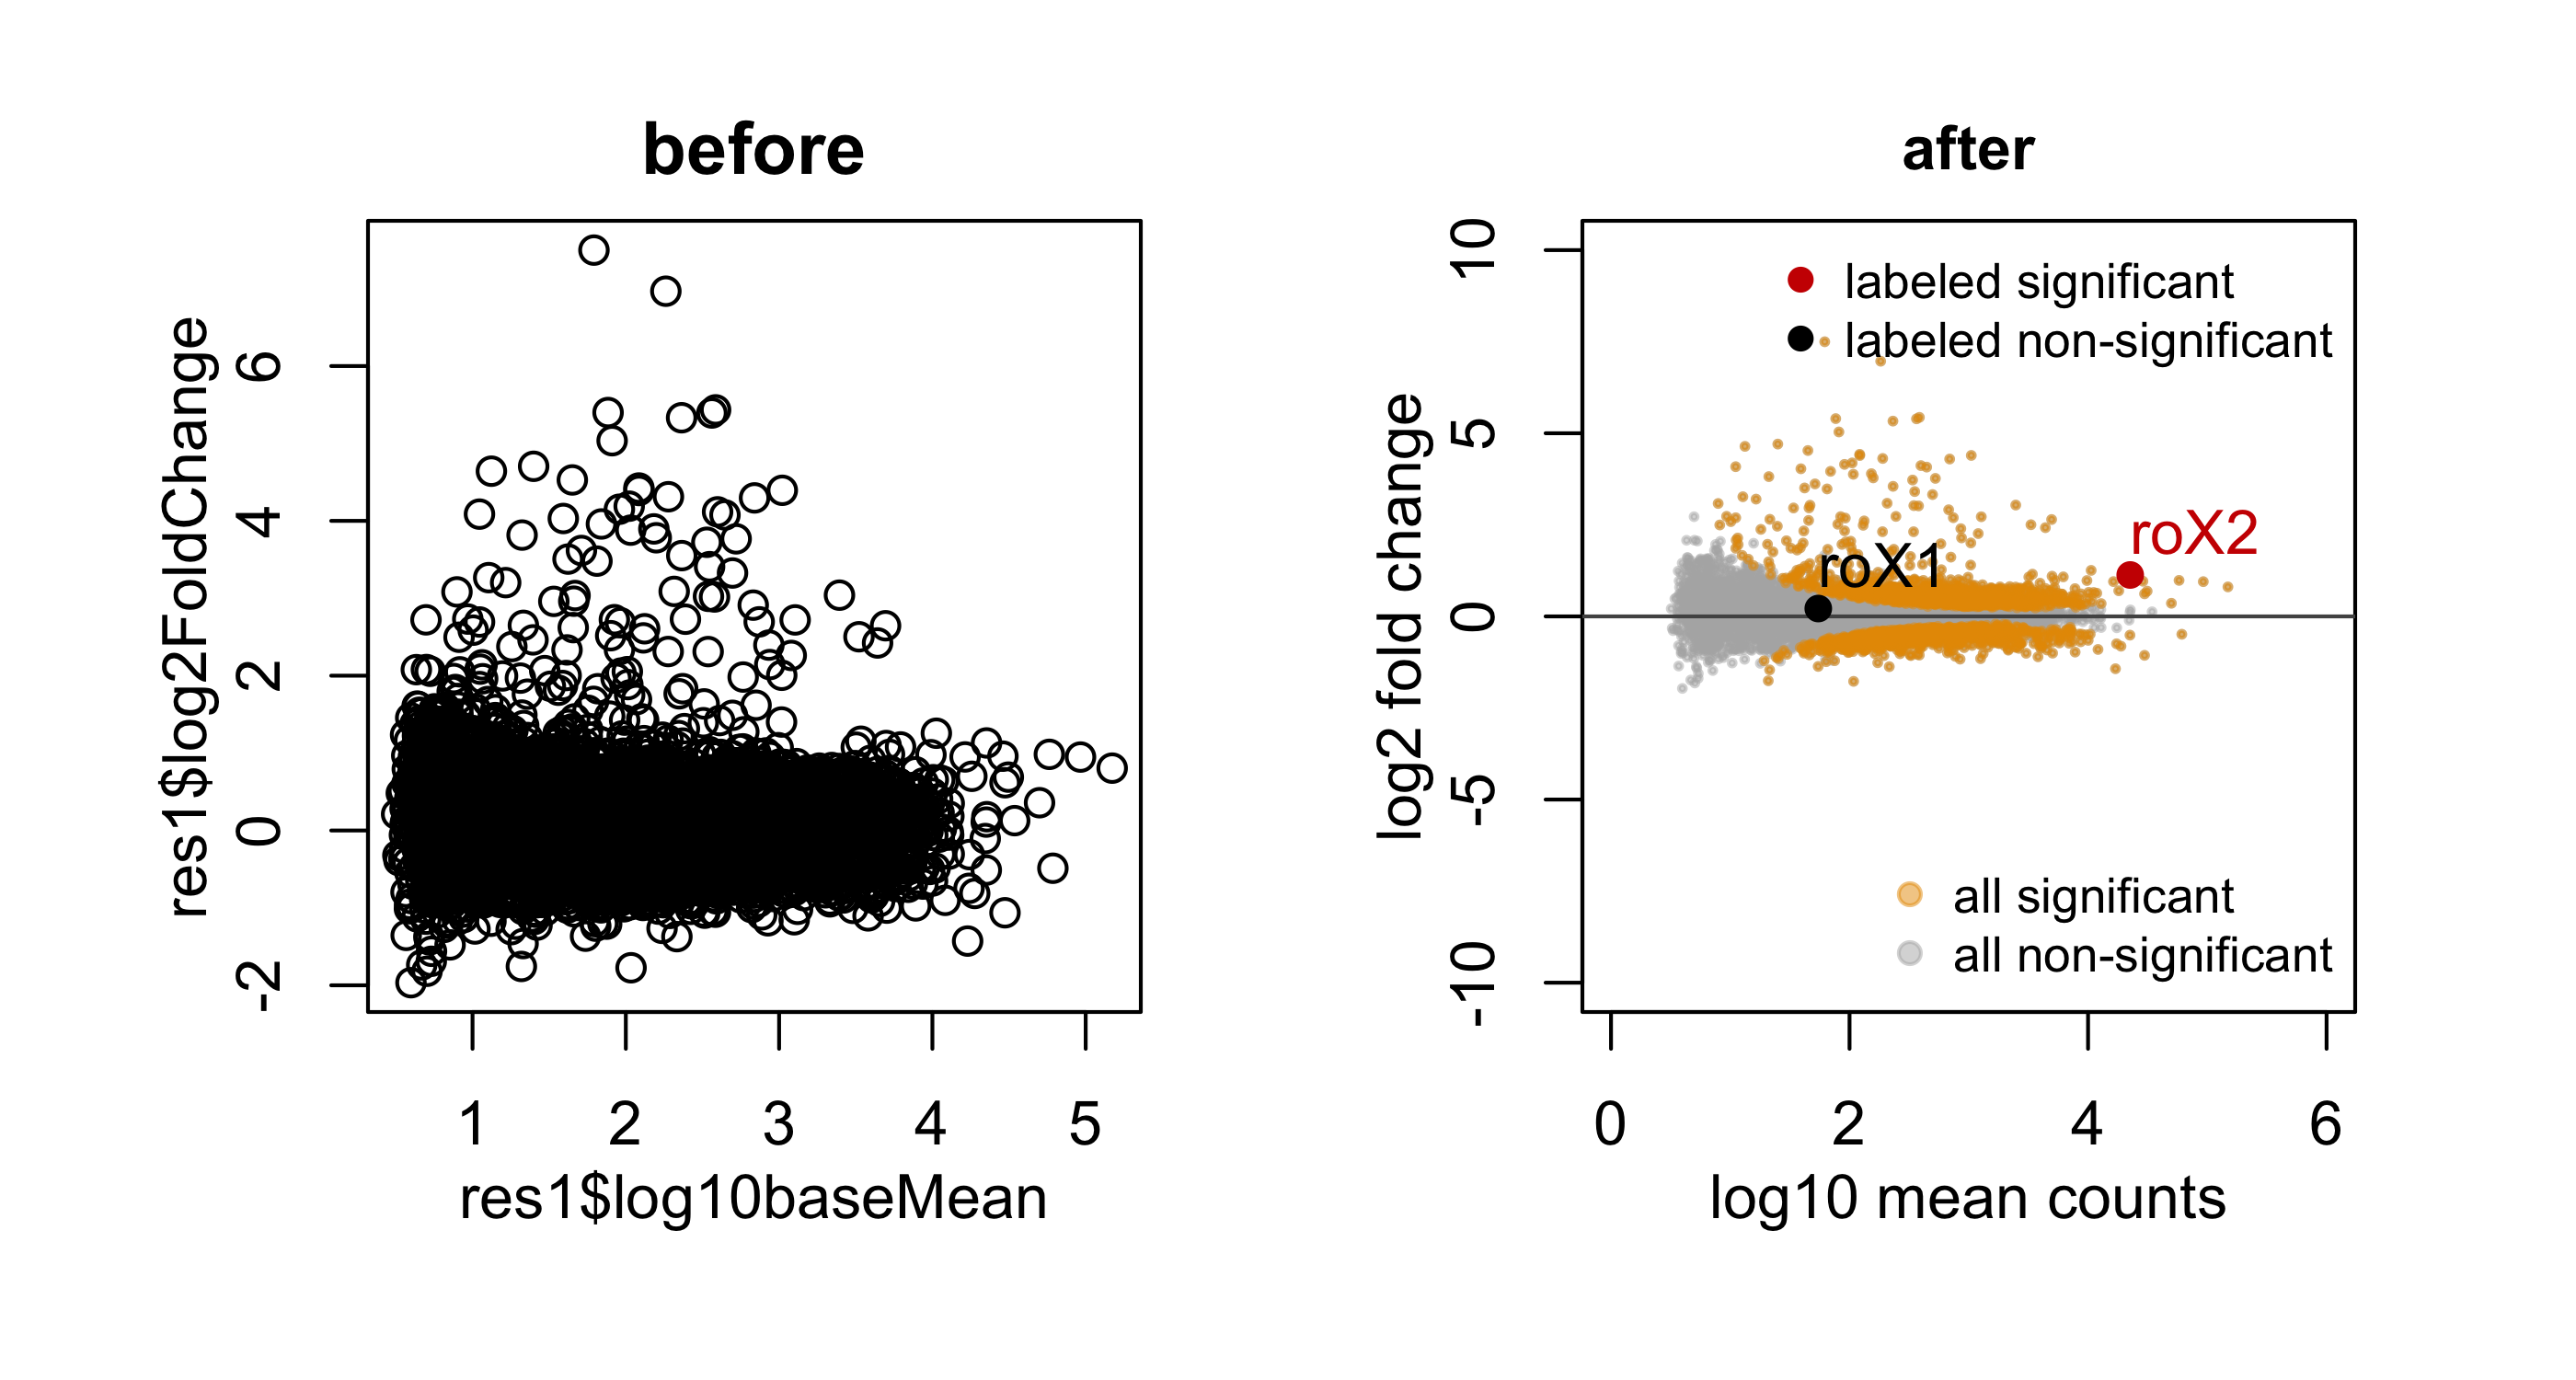 before
res1$log2FoldChange
6
4
2
0
-2
1 2 3 4 5
res1$log10baseMean
after
log2 fold change
10
5
0
-5
-10
labeled significant
labeled non-significant
roX2
roX1
all significant
all non-significant
0 2 4 6
log10 mean counts